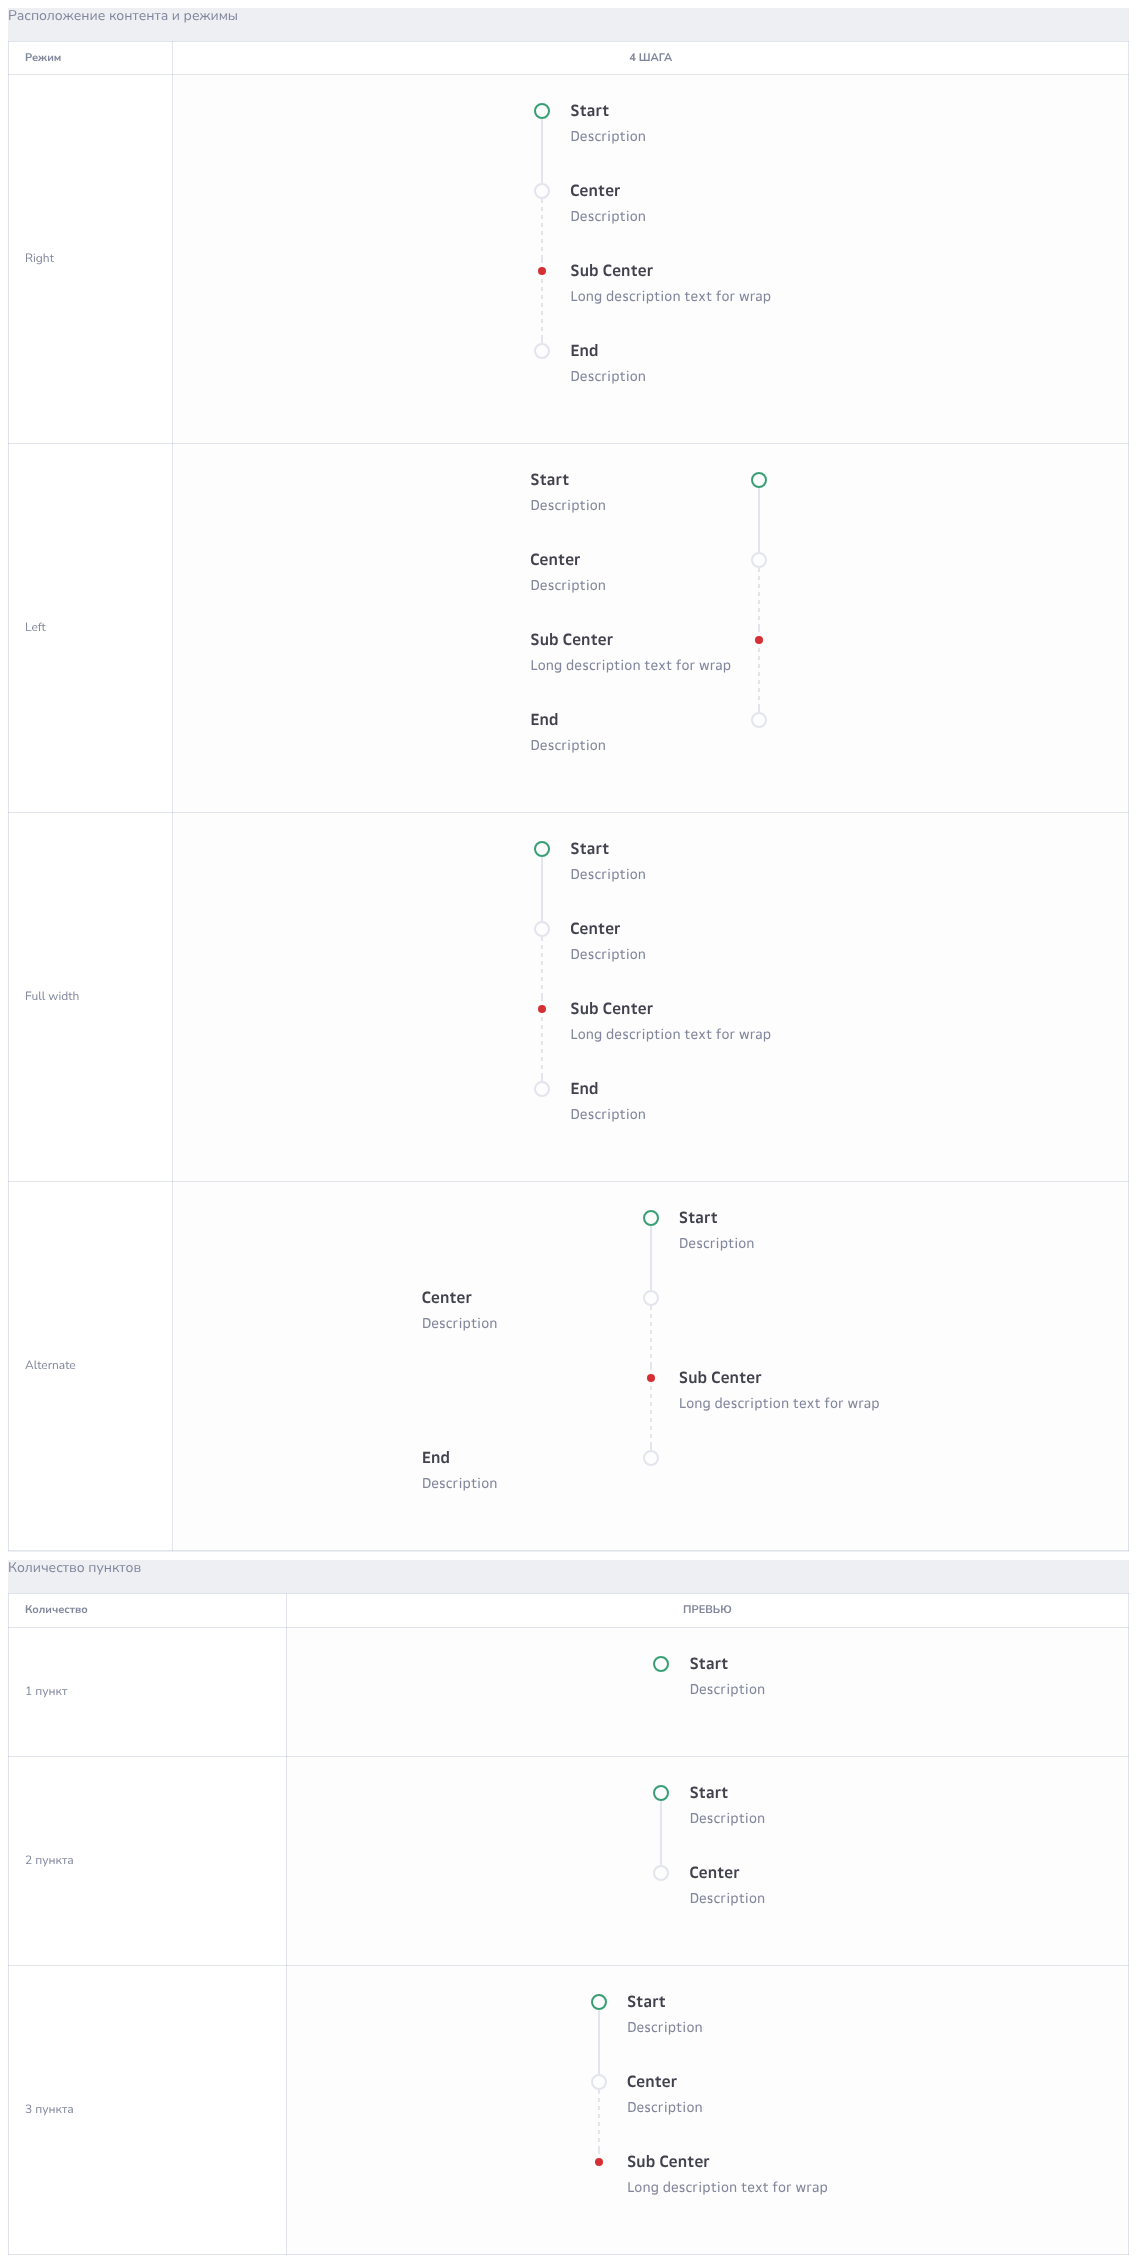 Расположение контента и режимы
Режим
4 ШАГА
Right
Start
Description
Center
Description
Sub Center
Long description text for wrap
End
Description
Left
Start
Description
Center
Description
Sub Center
Long description text for wrap
End
Description
Full width
Start
Description
Center
Description
Sub Center
Long description text for wrap
End
Description
Alternate
Start
Description
Center
Description
Sub Center
Long description text for wrap
End
Description
Количество пунктов
Количество
ПРЕВЬЮ
1 пункт
Start
Description
2 пункта
Start
Description
Center
Description
3 пункта
Start
Description
Center
Description
Sub Center
Long description text for wrap